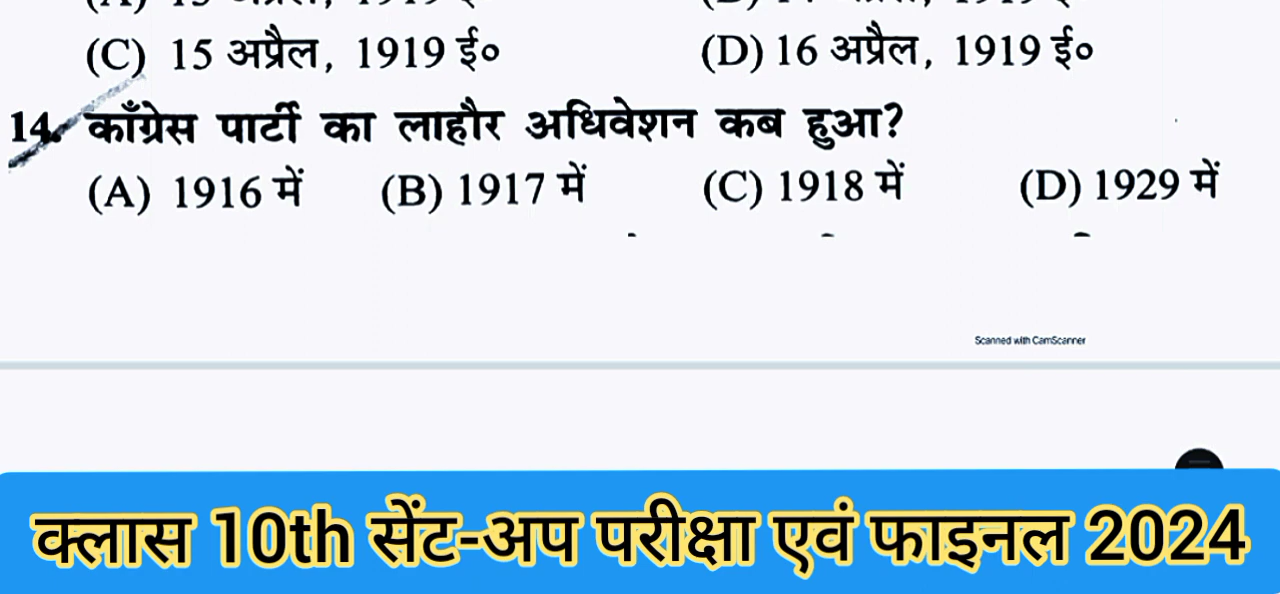 (C) 15 अप्रैल, 1919 ई० (D) 16 अप्रैल, 1919 ई०
14. काँग्रेस पार्टी का लाहौर अधिवेशन कब हुआ?
(A) 1916 में (B) 1917 में (C) 1918 में (D) 1929 में
Scanned with CamScanner
क्लास 10th सेंट-अप परीक्षा एवं फाइनल 2024